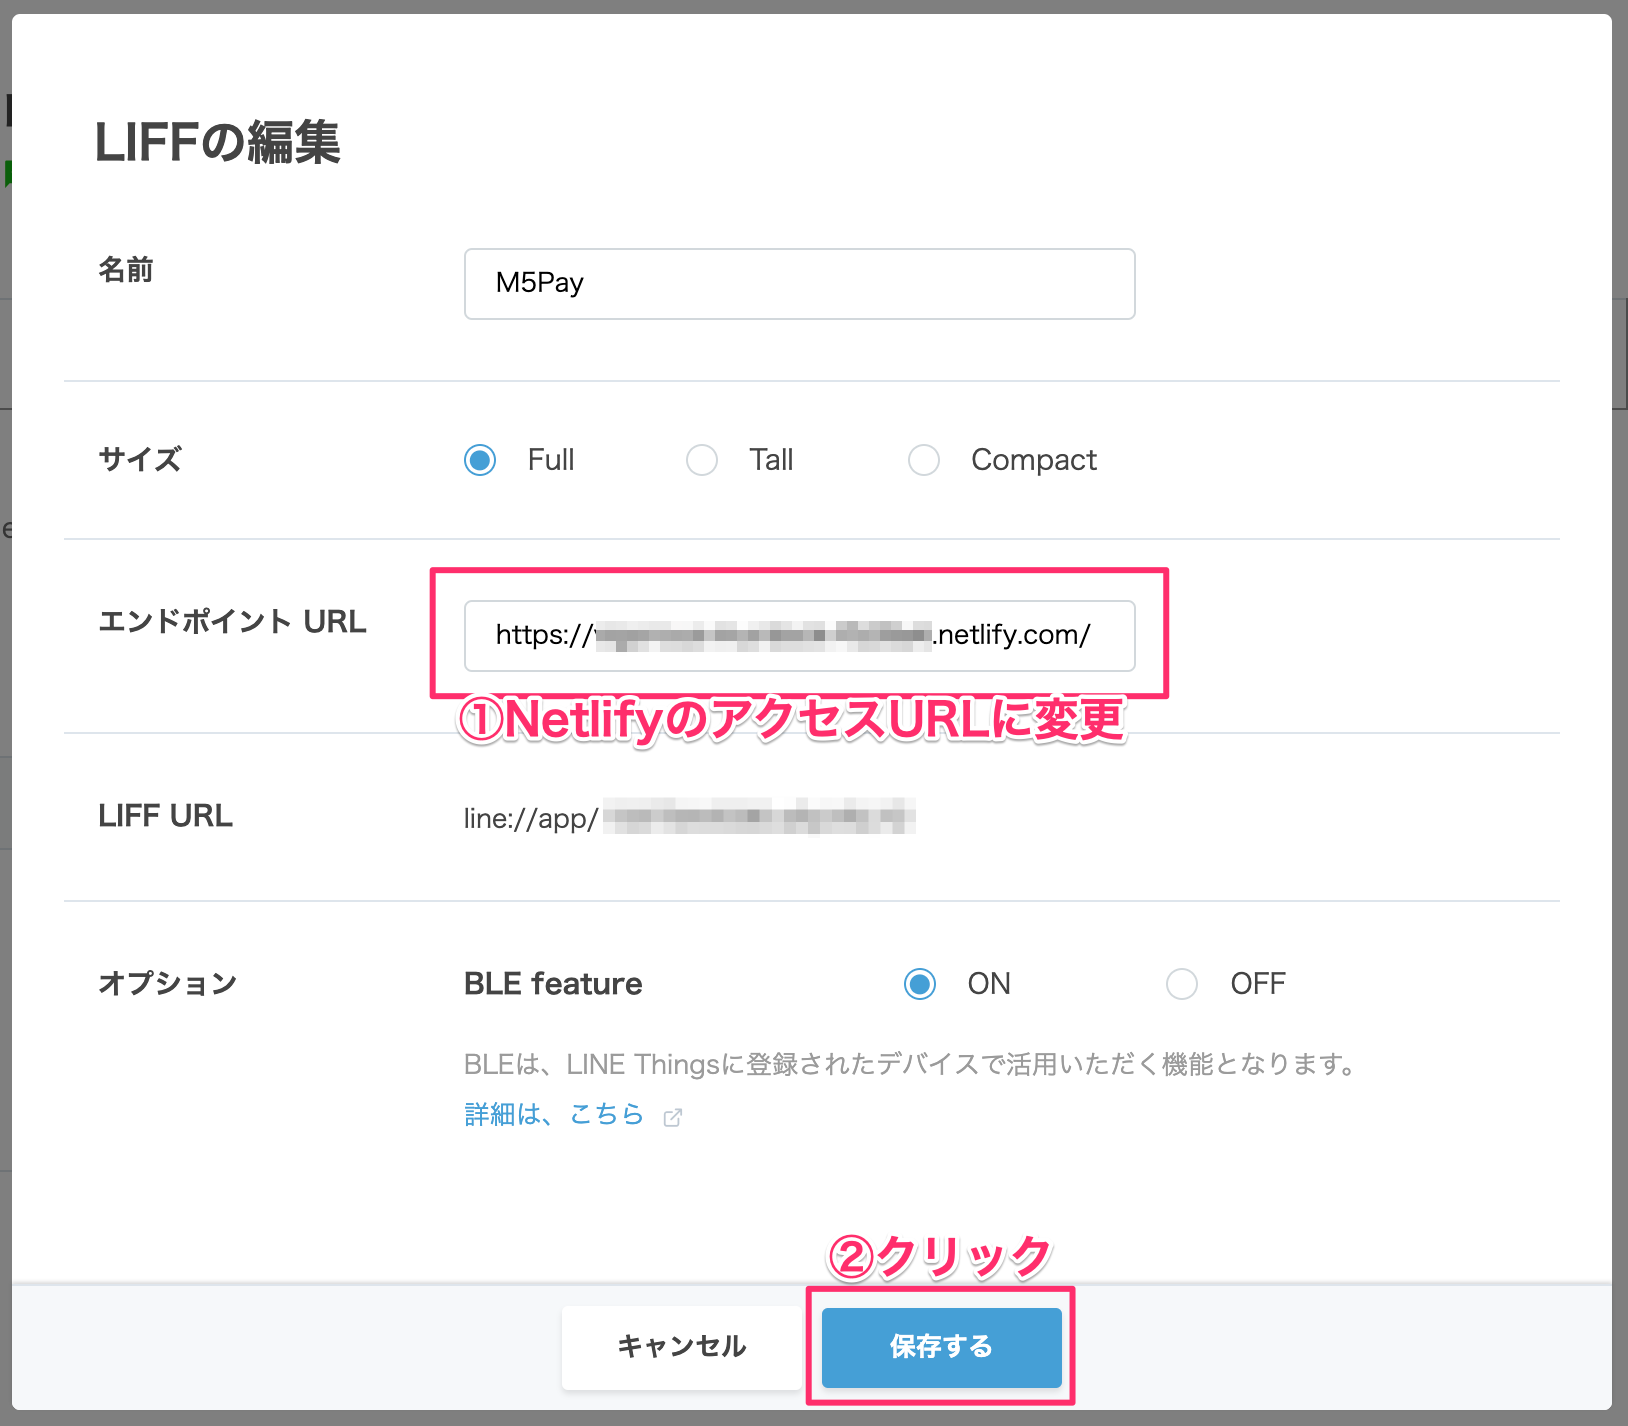 LIFFの編集
名前
M5Pay
サイズ
Full
Tall
Compact
エンドポイント URL
https:// .netlify.com/
①NetlifyのアクセスURLに変更
LIFF URL
line://app/
オプション
BLE feature
ON
OFF
BLEは、LINE Thingsに登録されたデバイスで活用いただく機能となります。
詳細は、こちら
②クリック
キャンセル
保存する